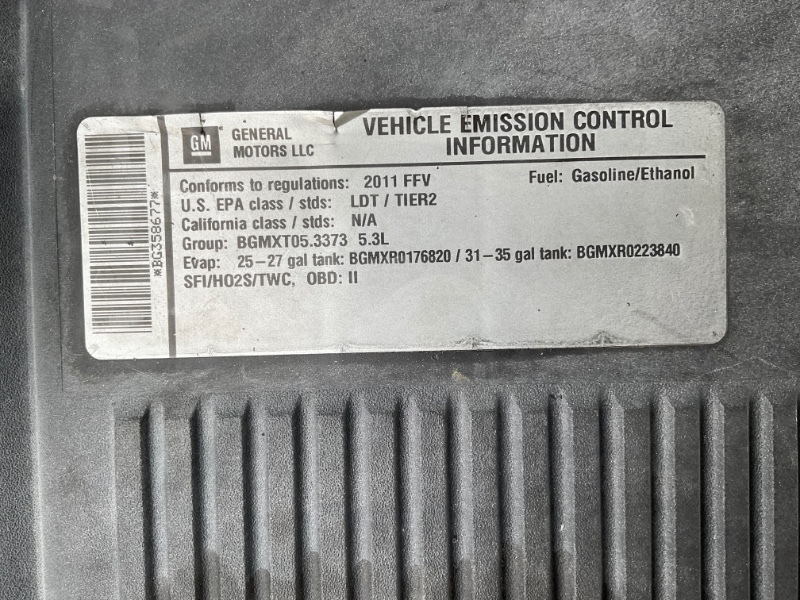 *BG358677*
GM GENERAL MOTORS LLC
VEHICLE EMISSION CONTROL
INFORMATION
Conforms to regulations: 2011 FFV Fuel: Gasoline/Ethanol
U.S. EPA class / stds: LDT / TIER2
California class / stds: N/A
Group: BGMXT05.3373 5.3L
Evap: 25-27 gal tank: BGMXR0176820 / 31-35 gal tank: BGMXR0223840
SFI/HO2S/TWC, OBD: II